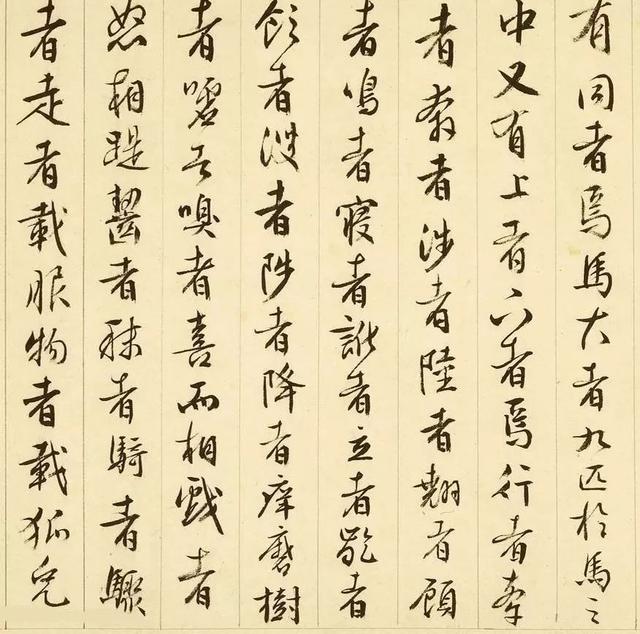 有同者焉馬大者九匹於馬之
中又有上者下者焉行者牽
者奔者涉者陸者翹者顧
者鳴者寢者訛者立者齕者
飲者溲者陟者降者痒磨樹
者噓者嗅者喜而相戲者
怒相踶齧者秣者騎者驟
者走者載服物者載狐兔